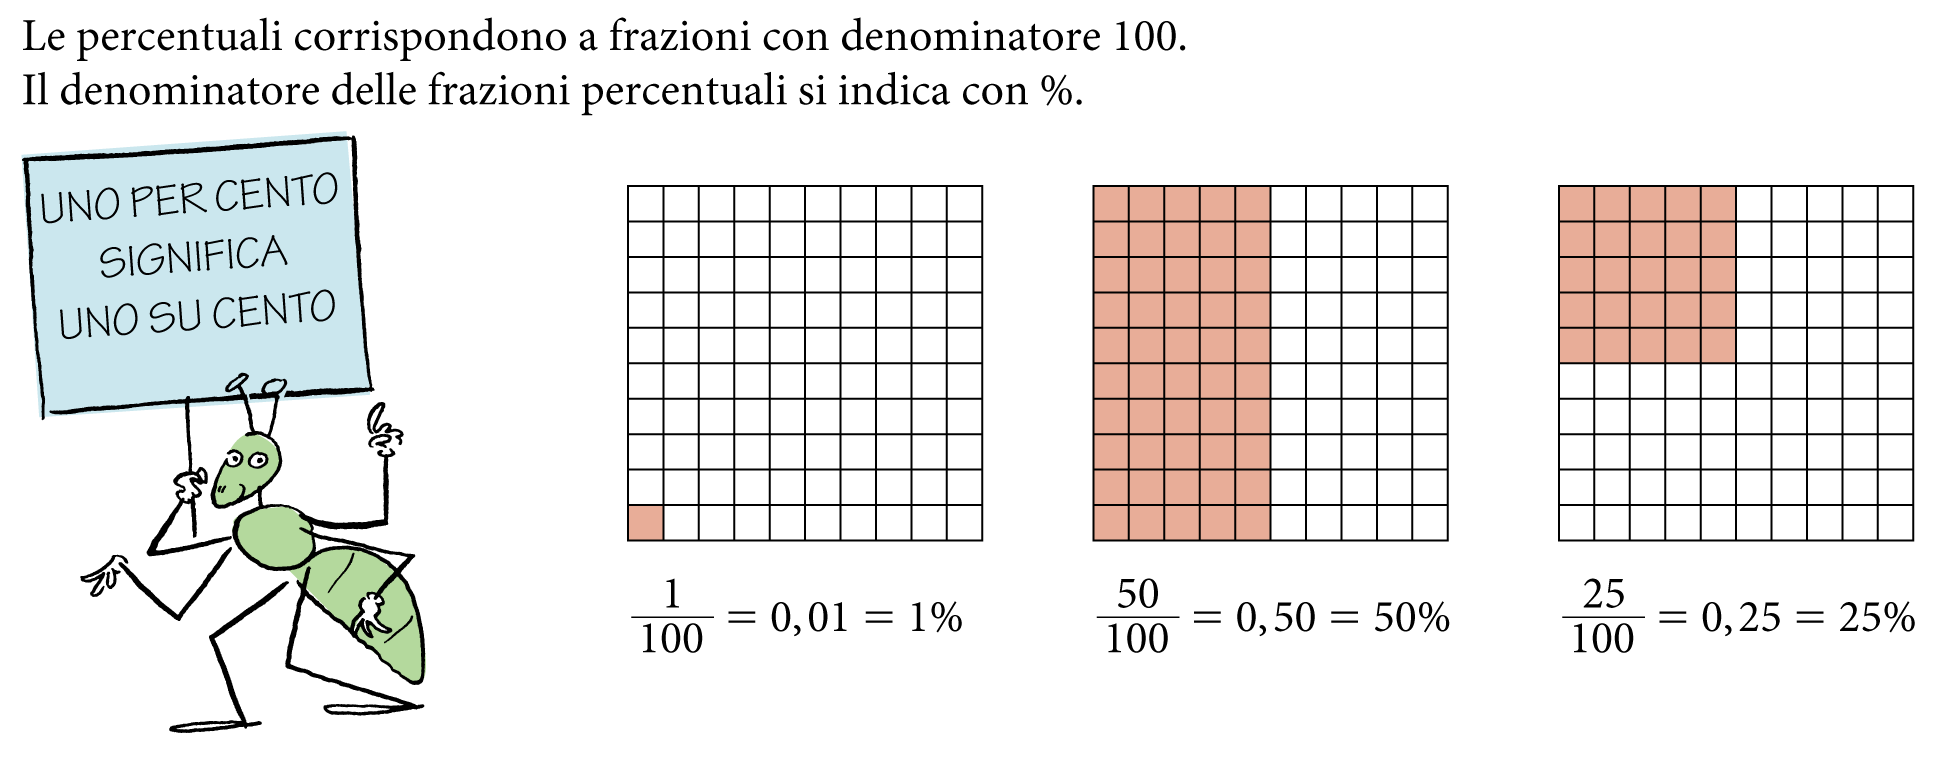 Le percentuali corrispondono a frazioni con denominatore 100.
Il denominatore delle frazioni percentuali si indica con %.
UNO PER CENTO
SIGNIFICA
UNO SU CENTO
1/100 = 0,01 = 1%
50/100 = 0,50 = 50%
25/100 = 0,25 = 25%